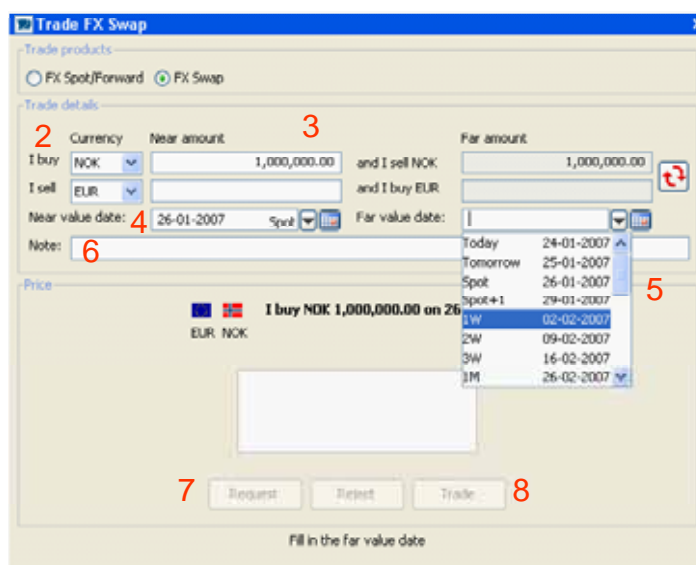 Trade FX Swap
Trade products
FX Spot/Forward FX Swap
Trade details
2 3
Currency Near amount Far amount
I buy NOK 1,000,000.00 and I sell NOK 1,000,000.00
I sell EUR and I buy EUR
Near value date: 4 26-01-2007 Spot Far value date:
Note: 6
Today 24-01-2007
Tomorrow 25-01-2007
Spot 26-01-2007
Spot+1 29-01-2007
1W 02-02-2007
2W 09-02-2007
3W 16-02-2007
1M 26-02-2007
5
Price
I buy NOK 1,000,000.00 on 26
EUR NOK
7 Request Reject Trade 8
Fill in the far value date